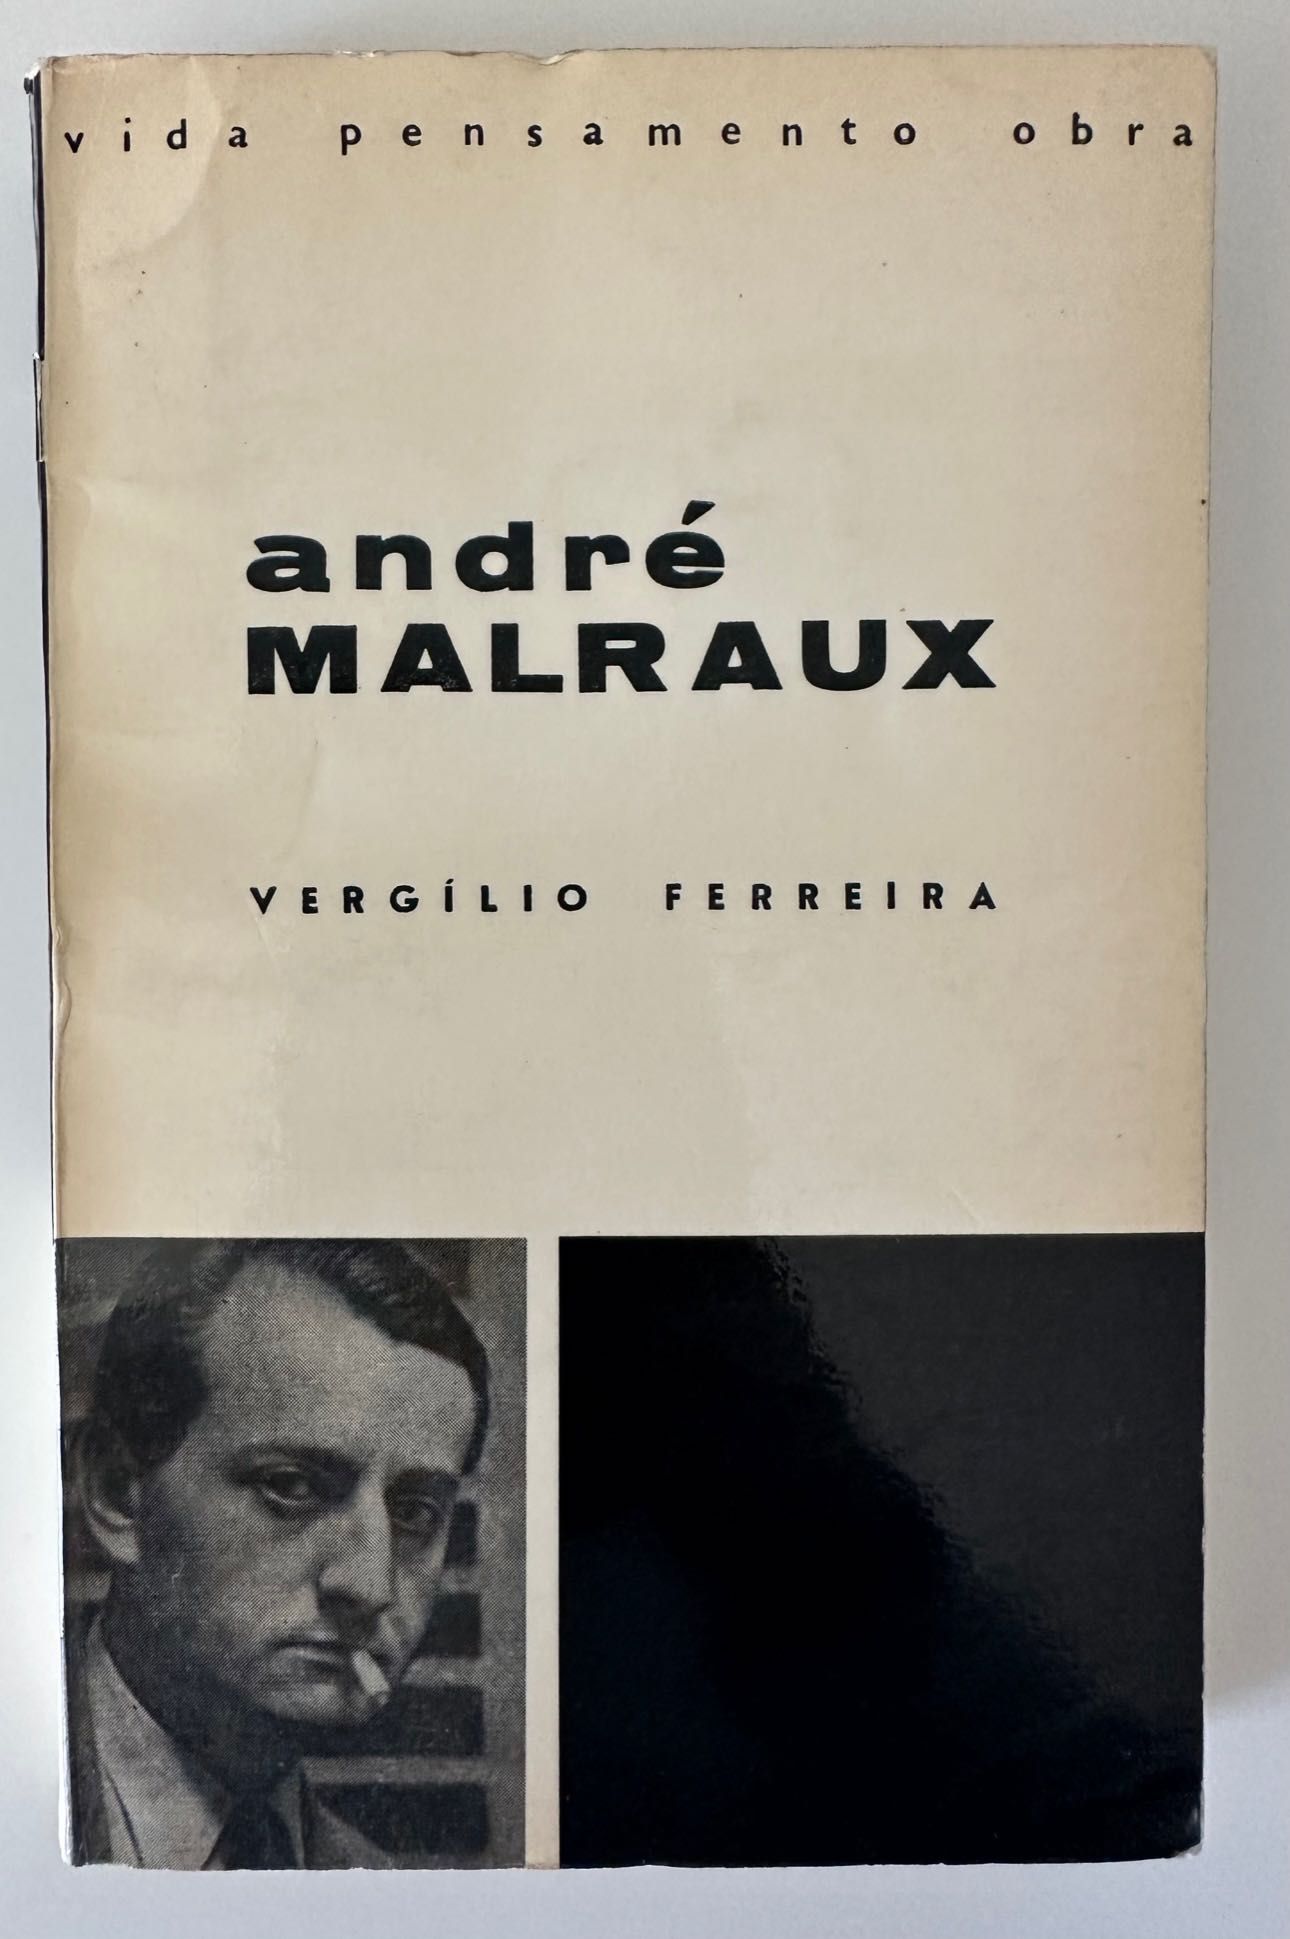 vida pensamento obra
andré
MALRAUX
VERGÍLIO FERREIRA